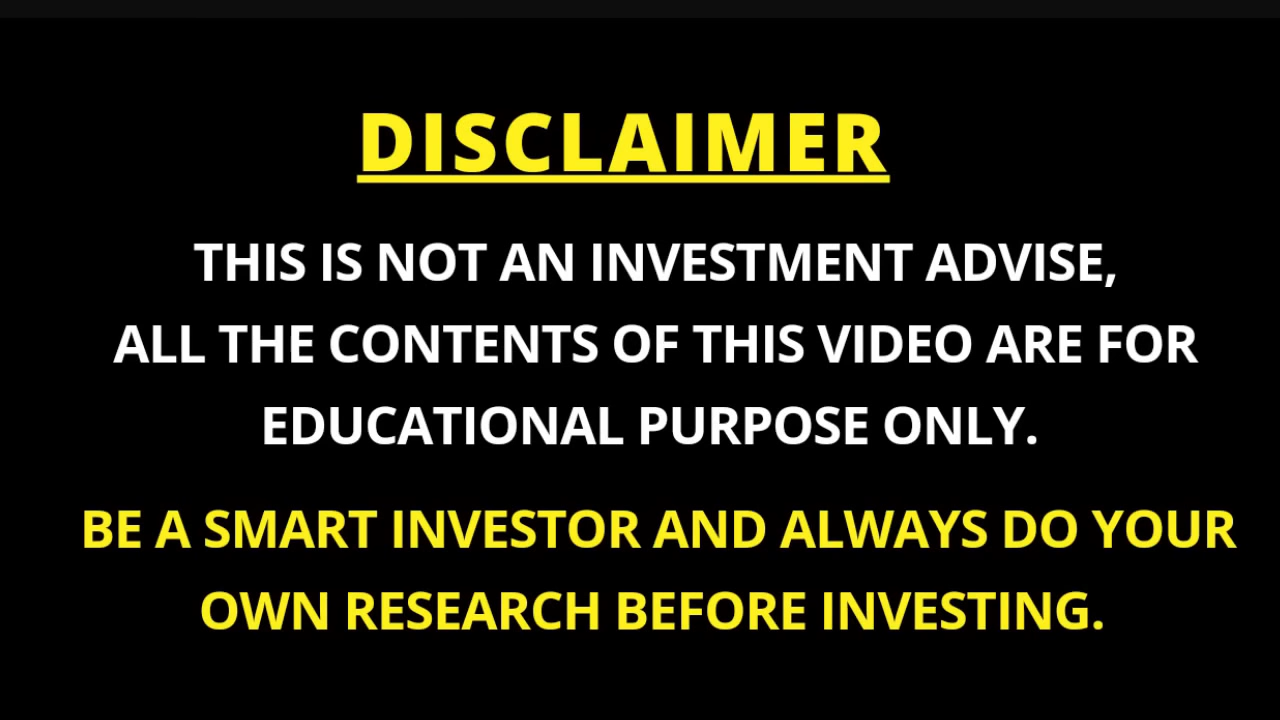 DISCLAIMER
THIS IS NOT AN INVESTMENT ADVISE,
ALL THE CONTENTS OF THIS VIDEO ARE FOR
EDUCATIONAL PURPOSE ONLY.
BE A SMART INVESTOR AND ALWAYS DO YOUR
OWN RESEARCH BEFORE INVESTING.